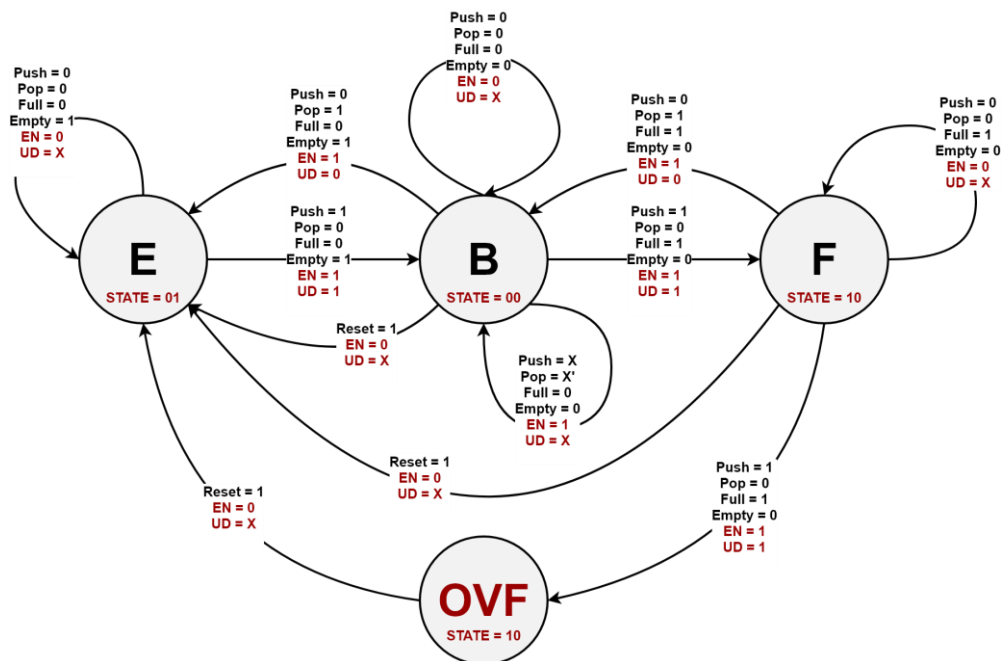 Push = 0
Pop = 0
Full = 0
Empty = 0
EN = 0
UD = X
Push = 0
Pop = 0
Full = 0
Empty = 1
EN = 0
UD = X
Push = 0
Pop = 1
Full = 0
Empty = 1
EN = 1
UD = 0
Push = 0
Pop = 1
Full = 1
Empty = 0
EN = 1
UD = 0
Push = 0
Pop = 0
Full = 1
Empty = 0
EN = 0
UD = X
E
STATE = 01
Push = 1
Pop = 0
Full = 0
Empty = 1
EN = 1
UD = 1
B
STATE = 00
Push = 1
Pop = 0
Full = 1
Empty = 0
EN = 1
UD = 1
F
STATE = 10
Reset = 1
EN = 0
UD = X
Push = X
Pop = X'
Full = 0
Empty = 0
EN = 1
UD = X
Reset = 1
EN = 0
UD = X
Reset = 1
EN = 0
UD = X
Push = 1
Pop = 0
Full = 1
Empty = 0
EN = 1
UD = 1
OVF
STATE = 10